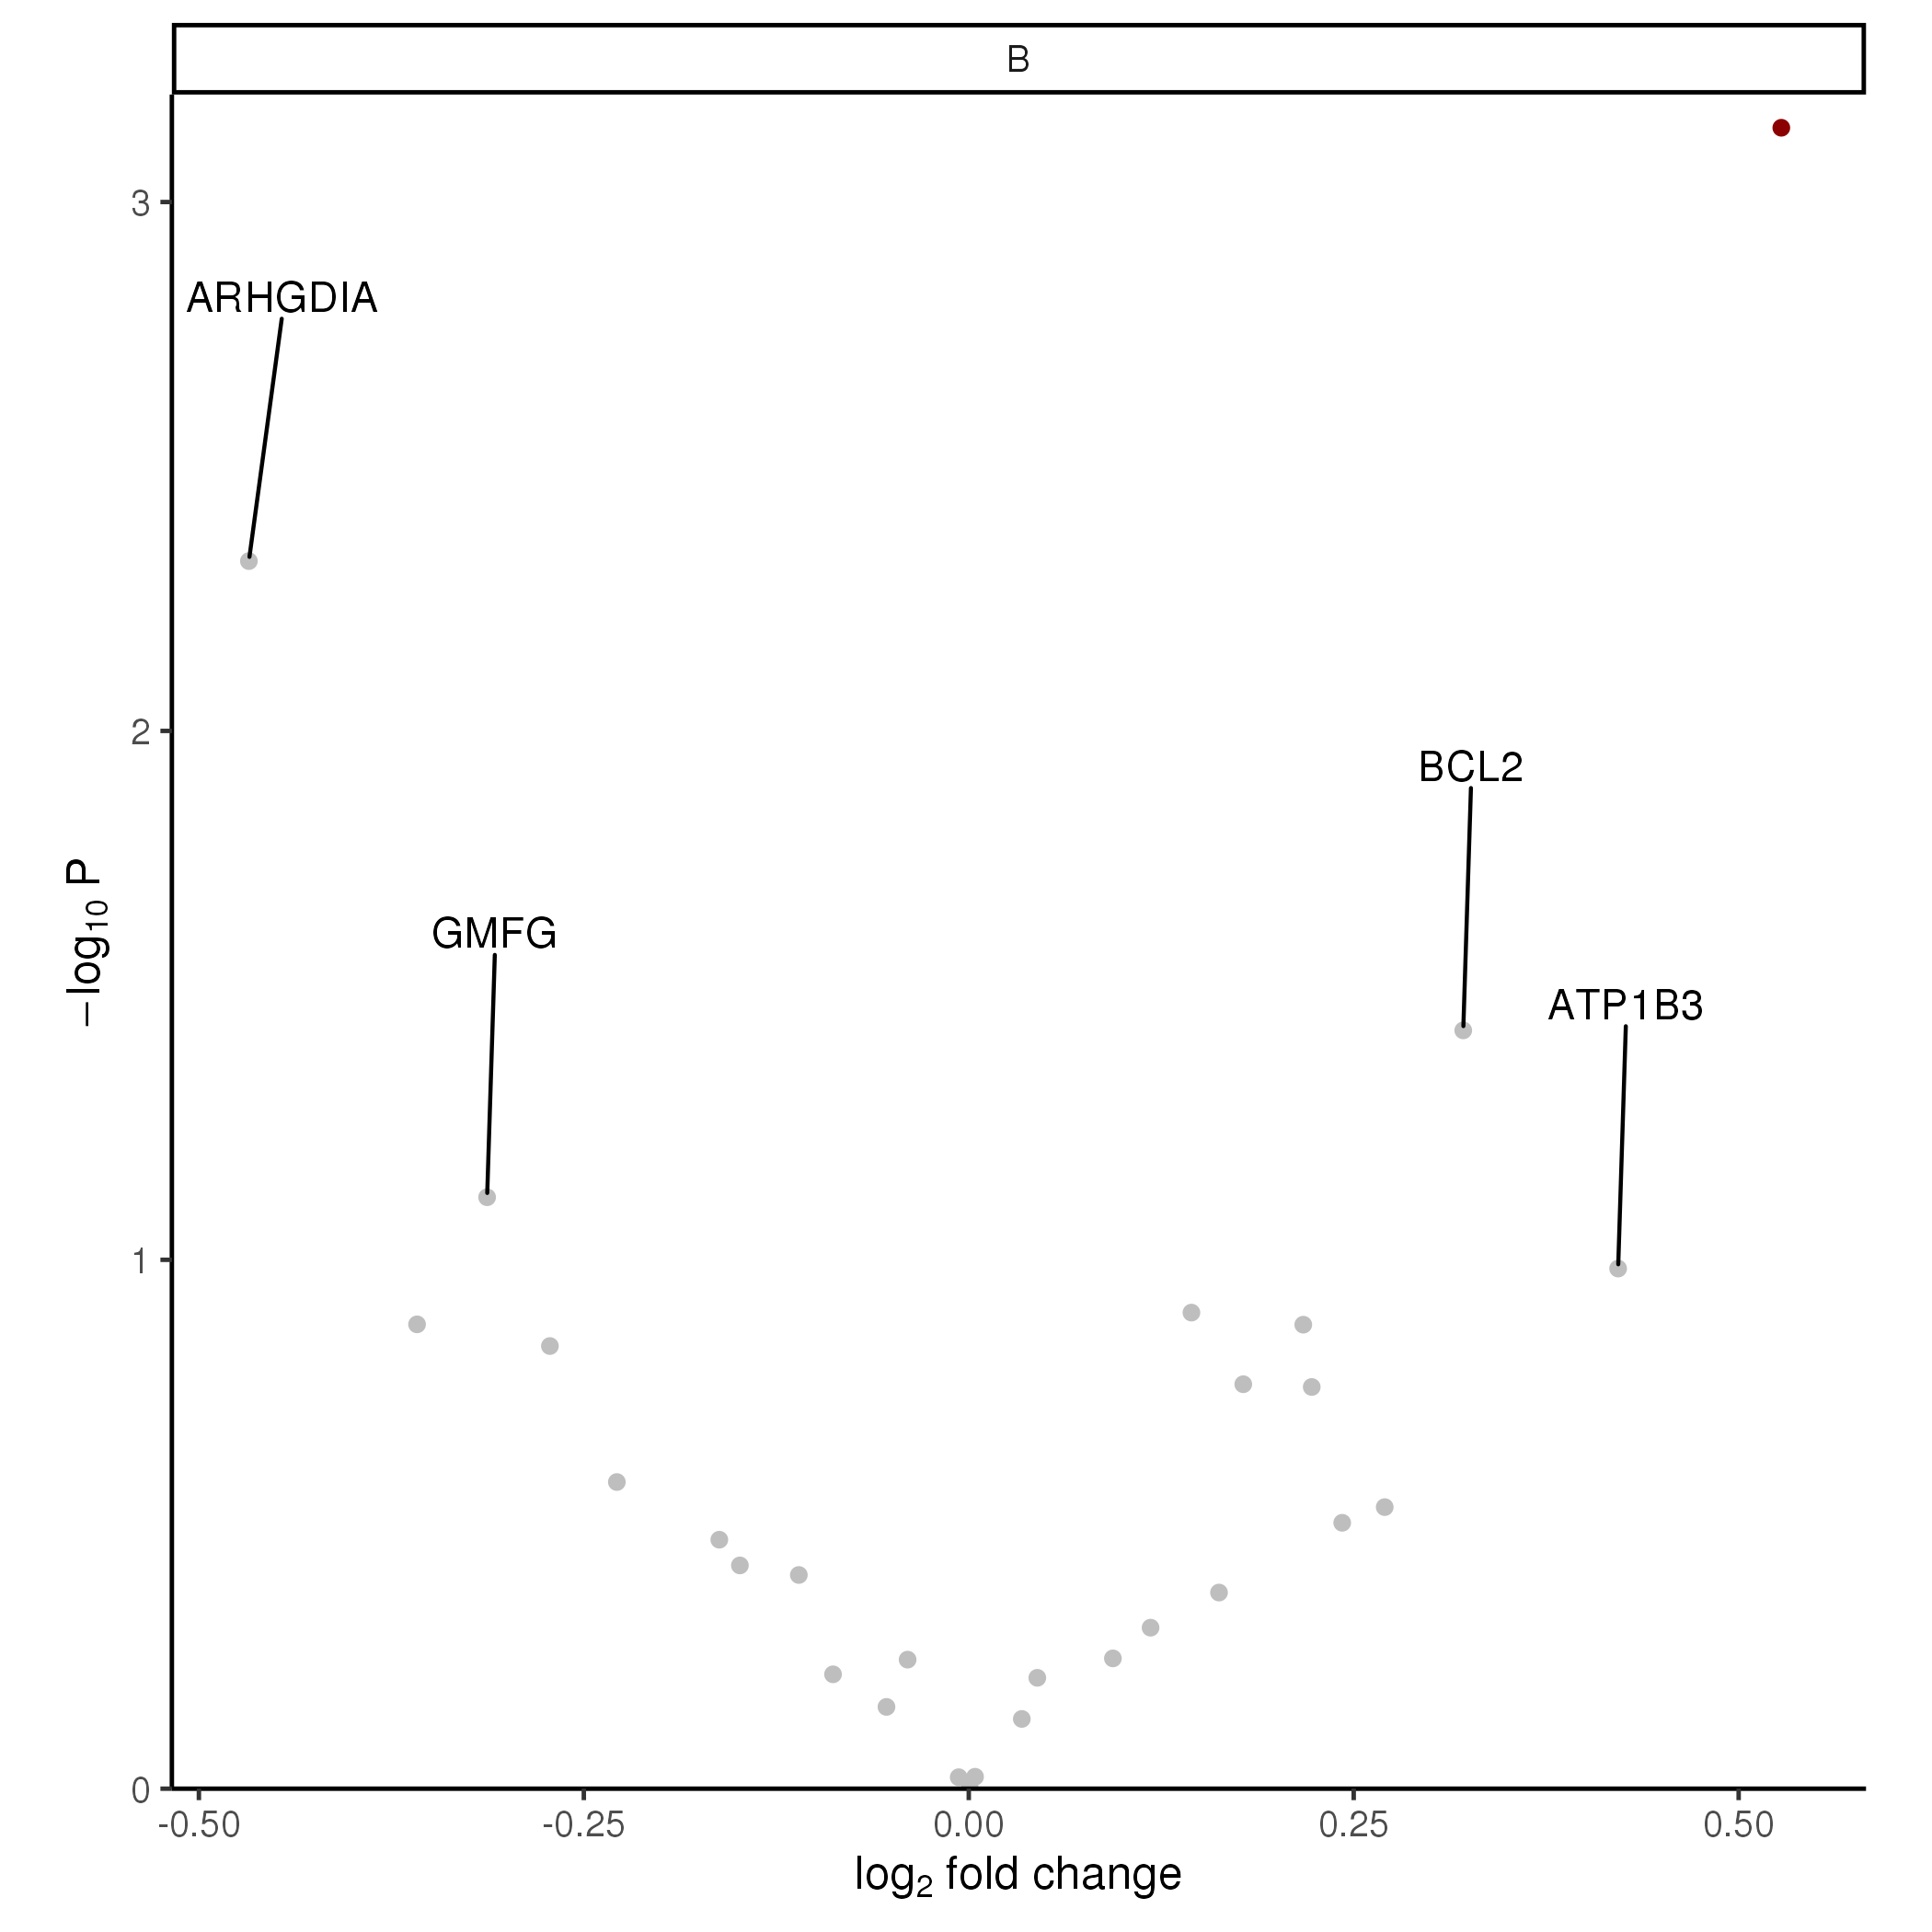 B
3
ARHGDIA
2
BCL2
GMFG
ATP1B3
1
0
−log₁₀ P
-0.50 -0.25 0.00 0.25 0.50
log₂ fold change